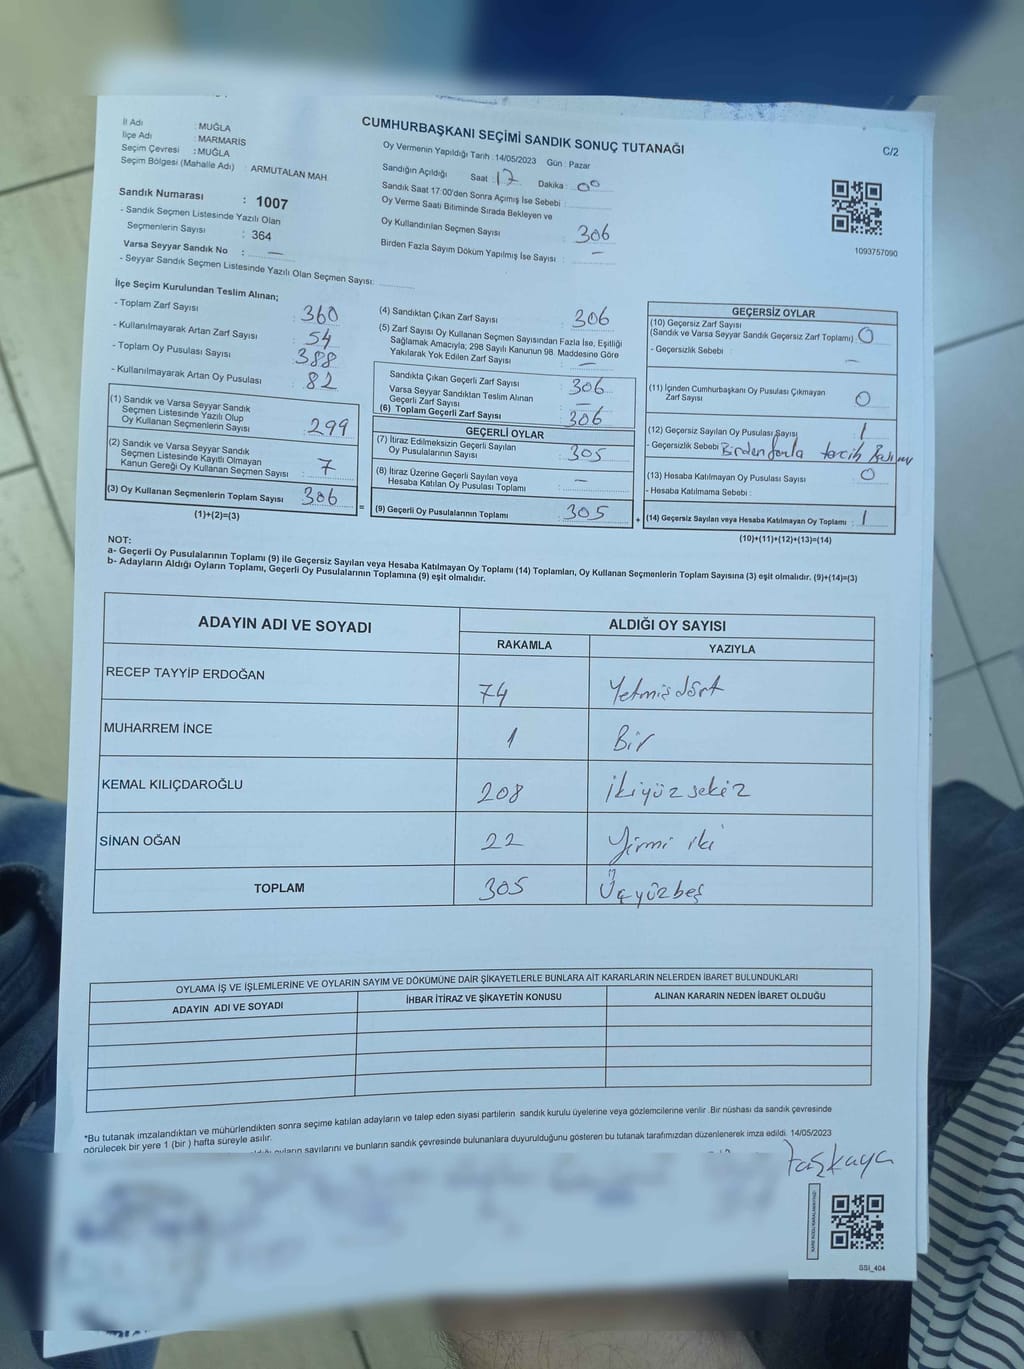 CUMHURBAŞKANI SEÇİMİ SANDIK SONUÇ TUTANAĞI
C/2
İl Adı : MUĞLA
İlçe Adı : MARMARİS
Seçim Çevresi : MUĞLA
Seçim Bölgesi (Mahalle Adı) : ARMUTALAN MAH.
Sandık Numarası : 1007
- Sandık Seçmen Listesinde Yazılı Olan
Seçmenlerin Sayısı : 364
Varsa Seyyar Sandık No : —
- Seyyar Sandık Seçmen Listesinde Yazılı Olan Seçmen Sayısı:
Oy Vermenin Yapıldığı Tarih : 14/05/2023 Gün : Pazar
Sandığın Açıldığı Saat : 17 Dakika : 00
Sandık Saat 17:00'den Sonra Açımış İse Sebebi :
Oy Verme Saati Bitiminde Sırada Bekleyen ve
Oy Kullandırılan Seçmen Sayısı : 306
Birden Fazla Sayım Döküm Yapılmış İse Sayısı : —
1093757090
İlçe Seçim Kurulundan Teslim Alınan;
- Toplam Zarf Sayısı : 360
- Kullanılmayarak Artan Zarf Sayısı : 54
- Toplam Oy Pusulası Sayısı : 388
- Kullanılmayarak Artan Oy Pusulası : 82
(1) Sandık ve Varsa Seyyar Sandık
Seçmen Listesinde Yazılı Olup
Oy Kullanan Seçmenlerin Sayısı : 299
(2) Sandık ve Varsa Seyyar Sandık
Seçmen Listesinde Kayıtlı Olmayan
Kanun Gereği Oy Kullanan Seçmen Sayısı : 7
(3) Oy Kullanan Seçmenlerin Toplam Sayısı : 306
(1)+(2)=(3)
(4) Sandıktan Çıkan Zarf Sayısı : 306
(5) Zarf Sayısı Oy Kullanan Seçmen Sayısından Fazla İse, Eşitliği
Sağlamak Amacıyla; 298 Sayılı Kanunun 98. Maddesine Göre
Yakılarak Yok Edilen Zarf Sayısı : —
Sandıkta Çıkan Geçerli Zarf Sayısı : 306
Varsa Seyyar Sandıktan Teslim Alınan
Geçerli Zarf Sayısı : —
(6) Toplam Geçerli Zarf Sayısı : 306
GEÇERLİ OYLAR
(7) İtiraz Edilmeksizin Geçerli Sayılan
Oy Pusulalarının Sayısı : 305
(8) İtiraz Üzerine Geçerli Sayılan veya
Hesaba Katılan Oy Pusulası Toplamı : —
=
(9) Geçerli Oy Pusulalarının Toplamı : 305
GEÇERSİZ OYLAR
(10) Geçersiz Zarf Sayısı
(Sandık ve Varsa Seyyar Sandık Geçersiz Zarf Toplamı) : 0
- Geçersizlik Sebebi : —
(11) İçinden Cumhurbaşkanı Oy Pusulası Çıkmayan
Zarf Sayısı : 0
(12) Geçersiz Sayılan Oy Pusulası Sayısı : 1
- Geçersizlik Sebebi : Birden fazla tercih
(13) Hesaba Katılmayan Oy Pusulası Sayısı : 0
- Hesaba Katılmama Sebebi :
+ (14) Geçersiz Sayılan veya Hesaba Katılmayan Oy Toplamı : 1
(10)+(11)+(12)+(13)=(14)
NOT:
a- Geçerli Oy Pusulalarının Toplamı (9) ile Geçersiz Sayılan veya Hesaba Katılmayan Oy Toplamı (14) Toplamları, Oy Kullanan Seçmenlerin Toplam Sayısına (3) eşit olmalıdır. (9)+(14)=(3)
b- Adayların Aldığı Oyların Toplamı, Geçerli Oy Pusulalarının Toplamına (9) eşit olmalıdır.
ADAYIN ADI VE SOYADI ALDIĞI OY SAYISI
RAKAMLA YAZIYLA
RECEP TAYYİP ERDOĞAN 74 Yetmiş dört
MUHARREM İNCE 1 Bir
KEMAL KILIÇDAROĞLU 208 İkiyüzsekiz
SİNAN OĞAN 22 Yirmi iki
TOPLAM 305 Üçyüzbeş
OYLAMA İŞ VE İŞLEMLERİNE VE OYLARIN SAYIM VE DÖKÜMÜNE DAİR ŞİKAYETLERLE BUNLARA AİT KARARLARIN NELERDEN İBARET BULUNDUKLARI
ADAYIN ADI VE SOYADI İHBAR İTİRAZ VE ŞİKAYETİN KONUSU ALINAN KARARIN NEDEN İBARET OLDUĞU
*Bu tutanak imzalandıktan ve mühürlendikten sonra seçime katılan adayların ve talep eden siyasi partilerin sandık kurulu üyelerine veya gözlemcilerine verilir. Bir nüshası da sandık çevresinde
görülecek bir yere 1 (bir ) hafta süreyle asılır.
sayılarını ve bunların sandık çevresinde bulunanlara duyurulduğunu gösteren bu tutanak tarafımızdan düzenlenerek imza edildi. 14/05/2023
taşkaya
SSI_404